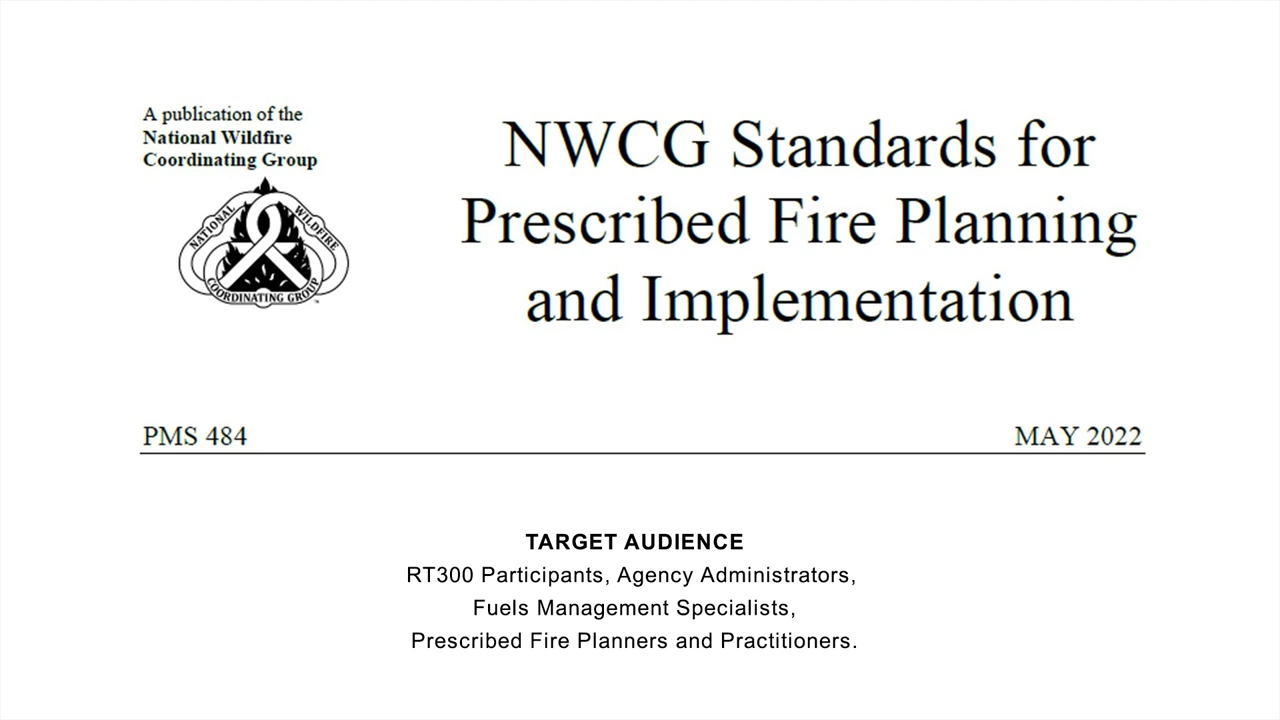 A publication of the
National Wildfire
Coordinating Group
NATIONAL WILDFIRE
COORDINATING GROUP
NWCG Standards for
Prescribed Fire Planning
and Implementation
PMS 484
MAY 2022
TARGET AUDIENCE
RT300 Participants, Agency Administrators,
Fuels Management Specialists,
Prescribed Fire Planners and Practitioners.